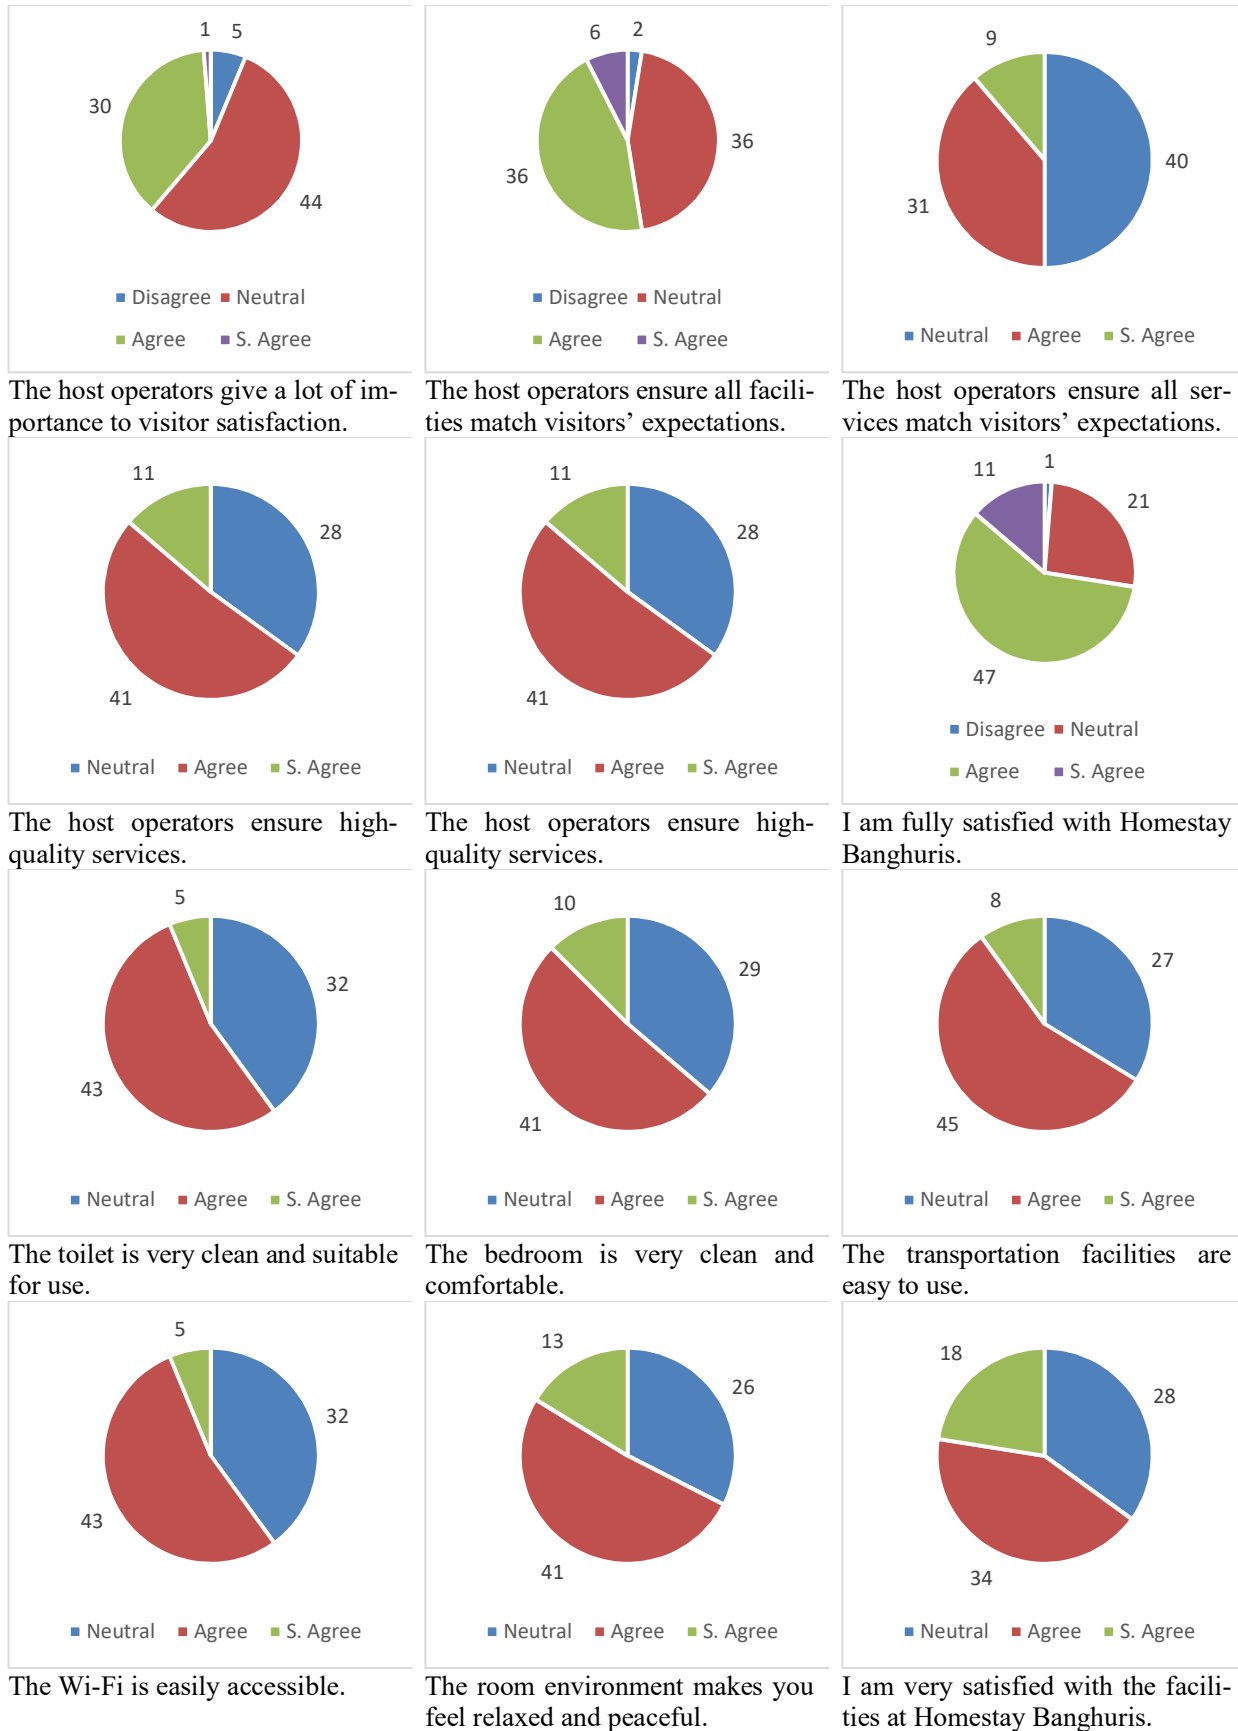 1
5
30
44
Disagree Neutral
Agree S. Agree
The host operators give a lot of im-
portance to visitor satisfaction.
6
2
36
36
Disagree Neutral
Agree S. Agree
The host operators ensure all facili-
ties match visitors’ expectations.
9
40
31
Neutral Agree S. Agree
The host operators ensure all ser-
vices match visitors’ expectations.
11
28
41
Neutral Agree S. Agree
The host operators ensure high-
quality services.
11
28
41
Neutral Agree S. Agree
The host operators ensure high-
quality services.
11
1
21
47
Disagree Neutral
Agree S. Agree
I am fully satisfied with Homestay
Banghuris.
5
32
43
Neutral Agree S. Agree
The toilet is very clean and suitable
for use.
10
29
41
Neutral Agree S. Agree
The bedroom is very clean and
comfortable.
8
27
45
Neutral Agree S. Agree
The transportation facilities are
easy to use.
5
32
43
Neutral Agree S. Agree
The Wi-Fi is easily accessible.
13
26
41
Neutral Agree S. Agree
The room environment makes you
feel relaxed and peaceful.
18
28
34
Neutral Agree S. Agree
I am very satisfied with the facili-
ties at Homestay Banghuris.